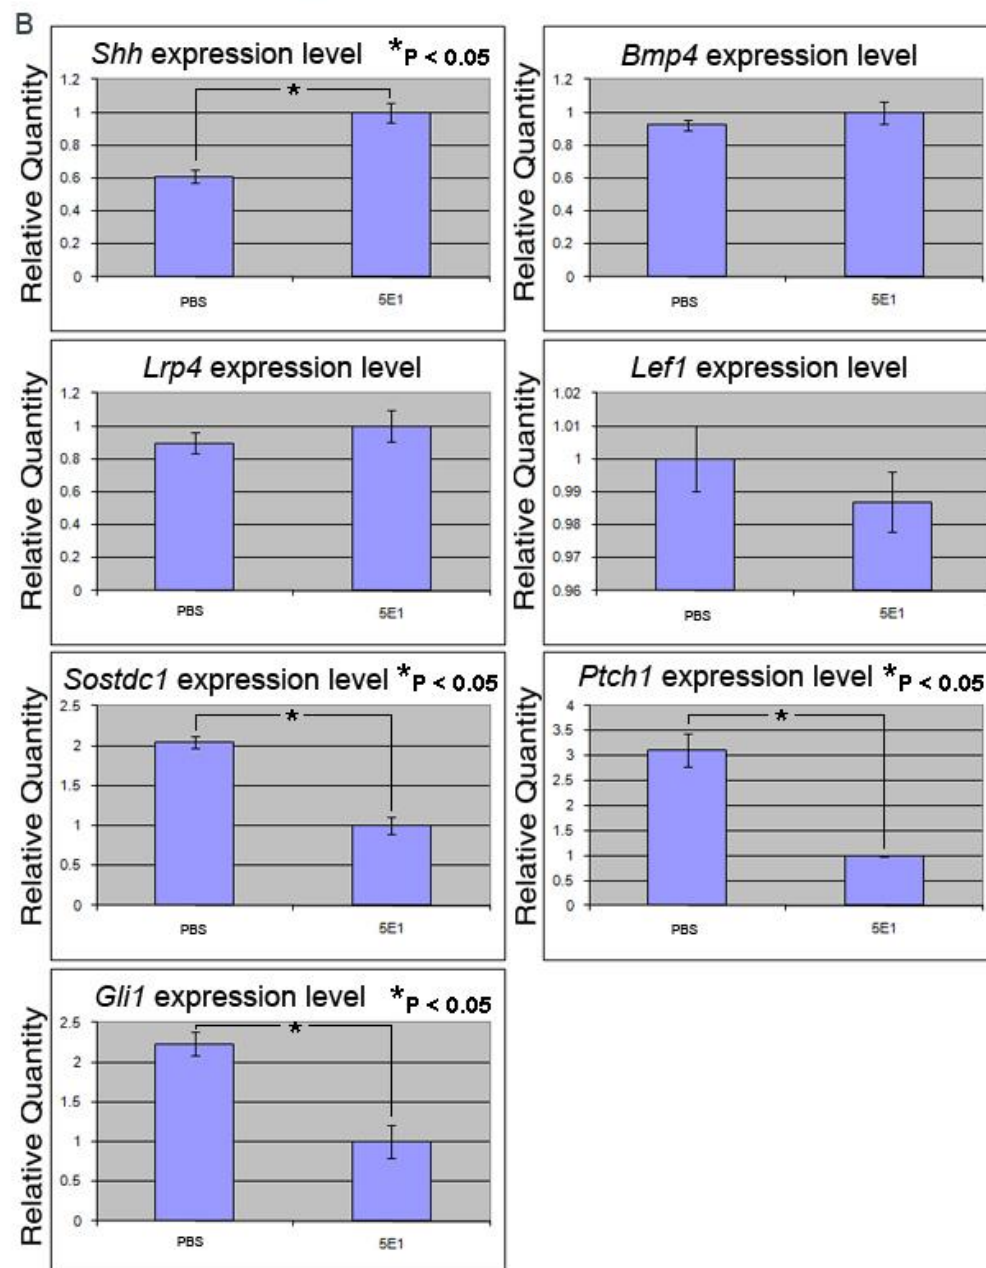 B
Shh expression level *P < 0.05
Relative Quantity
1.2
1
0.8
0.6
0.4
0.2
0
*
PBS 5E1
Bmp4 expression level
Relative Quantity
1.2
1
0.8
0.6
0.4
0.2
0
PBS 5E1
Lrp4 expression level
Relative Quantity
1.2
1
0.8
0.6
0.4
0.2
0
PBS 5E1
Lef1 expression level
Relative Quantity
1.02
1.01
1
0.99
0.98
0.97
0.96
PBS 5E1
Sostdc1 expression level *P < 0.05
Relative Quantity
2.5
2
1.5
1
0.5
0
*
PBS 5E1
Ptch1 expression level *P < 0.05
Relative Quantity
4
3.5
3
2.5
2
1.5
1
0.5
0
*
PBS 5E1
Gli1 expression level *P < 0.05
Relative Quantity
2.5
2
1.5
1
0.5
0
*
PBS 5E1